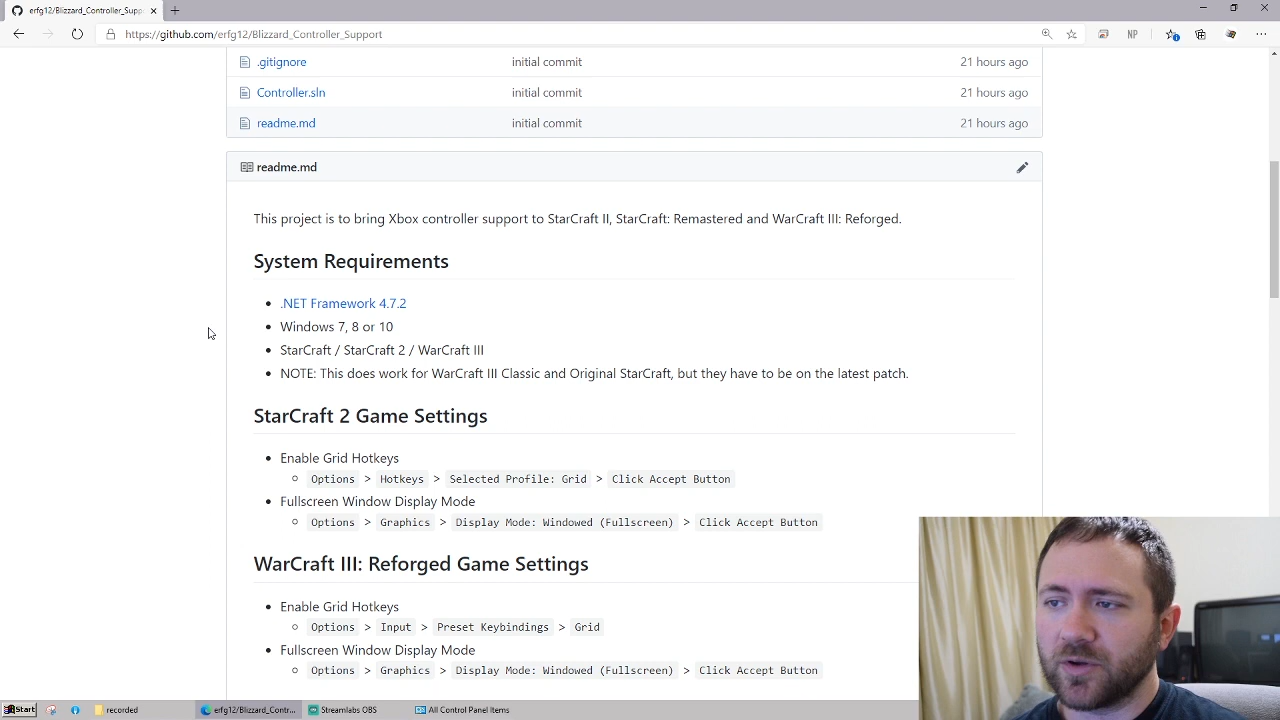 erfg12/Blizzard_Controller_Supp
https://github.com/erfg12/Blizzard_Controller_Support
NP
.gitignore initial commit 21 hours ago
Controller.sln initial commit 21 hours ago
readme.md initial commit 21 hours ago
readme.md
This project is to bring Xbox controller support to StarCraft II, StarCraft: Remastered and WarCraft III: Reforged.
System Requirements
.NET Framework 4.7.2
Windows 7, 8 or 10
StarCraft / StarCraft 2 / WarCraft III
NOTE: This does work for WarCraft III Classic and Original StarCraft, but they have to be on the latest patch.
StarCraft 2 Game Settings
Enable Grid Hotkeys
Options > Hotkeys > Selected Profile: Grid > Click Accept Button
Fullscreen Window Display Mode
Options > Graphics > Display Mode: Windowed (Fullscreen) > Click Accept Button
WarCraft III: Reforged Game Settings
Enable Grid Hotkeys
Options > Input > Preset Keybindings > Grid
Fullscreen Window Display Mode
Options > Graphics > Display Mode: Windowed (Fullscreen) > Click Accept Button
Start recorded erfg12/Blizzard_Contr... Streamlabs OBS All Control Panel Items